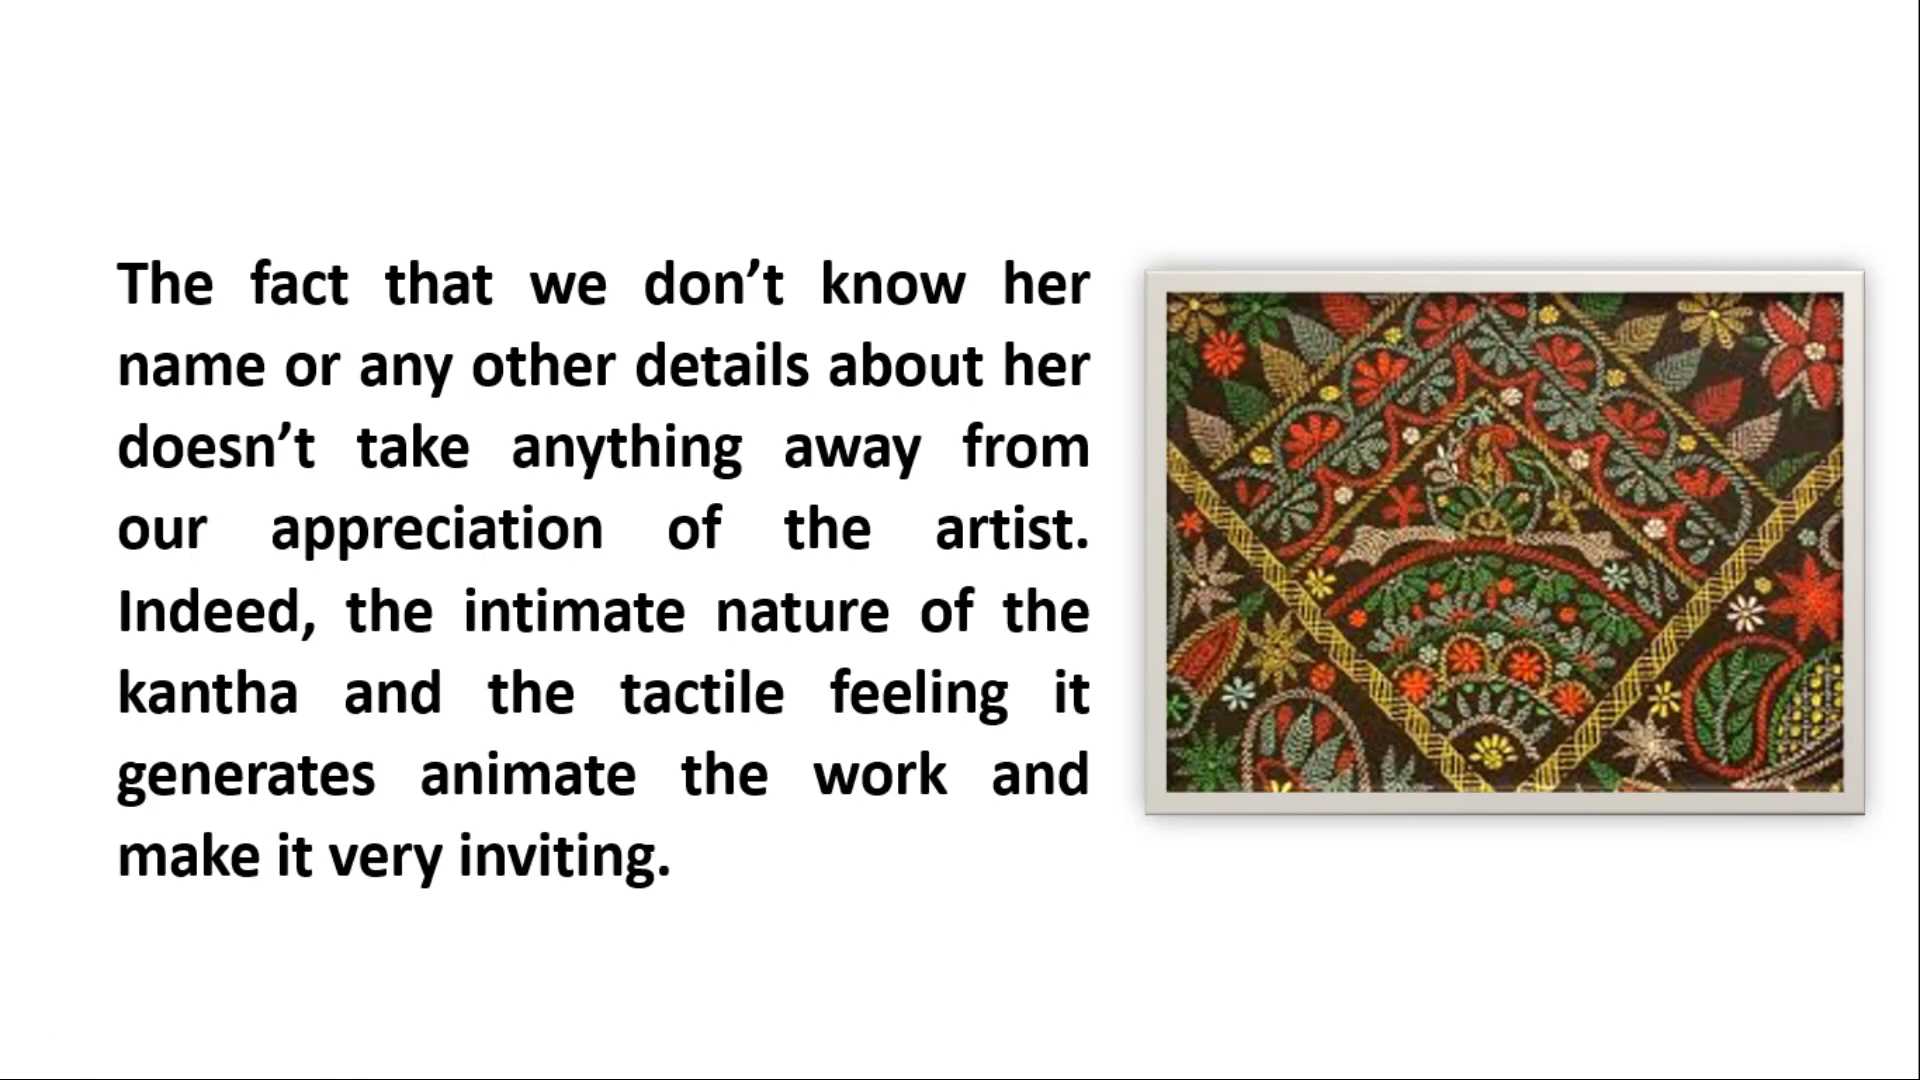 The fact that we don’t know her
name or any other details about her
doesn’t take anything away from
our appreciation of the artist.
Indeed, the intimate nature of the
kantha and the tactile feeling it
generates animate the work and
make it very inviting.